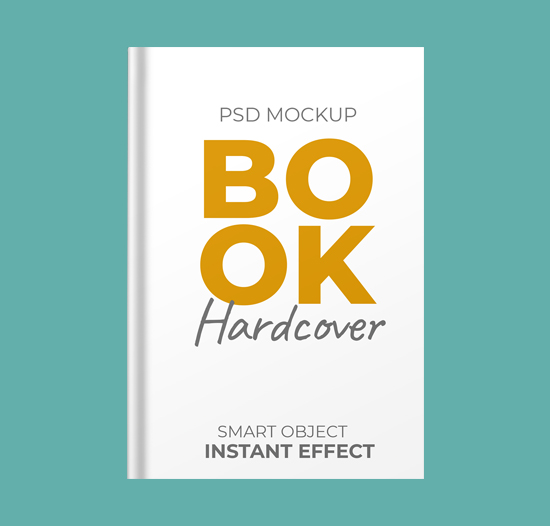 PSD MOCKUP
BO
OK
Hardcover
SMART OBJECT
INSTANT EFFECT